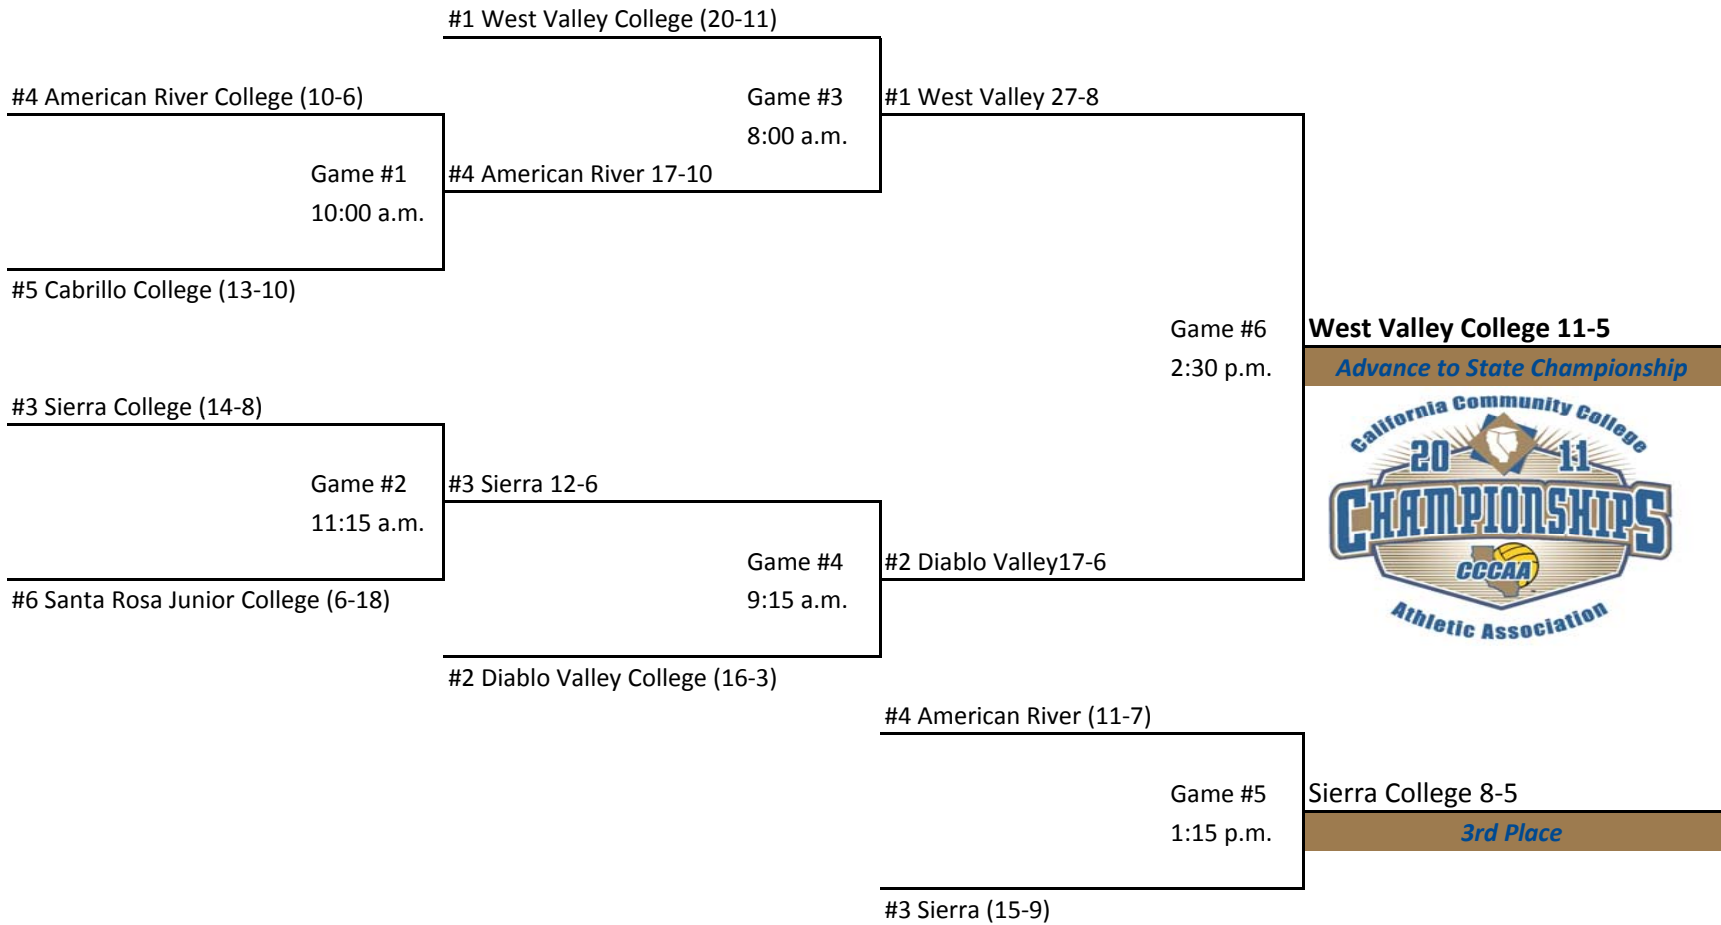 #1 West Valley College (20-11)
#4 American River College (10-6)
Game #3
#1 West Valley 27-8
8:00 a.m.
Game #1
#4 American River 17-10
10:00 a.m.
#5 Cabrillo College (13-10)
Game #6
West Valley College 11-5
2:30 p.m.
Advance to State Championship
#3 Sierra College (14-8)
California Community College
20 11
CHAMPIONSHIPS
CCCAA
Athletic Association
Game #2
#3 Sierra 12-6
11:15 a.m.
Game #4
#2 Diablo Valley17-6
#6 Santa Rosa Junior College (6-18)
9:15 a.m.
#2 Diablo Valley College (16-3)
#4 American River (11-7)
Game #5
Sierra College 8-5
1:15 p.m.
3rd Place
#3 Sierra (15-9)